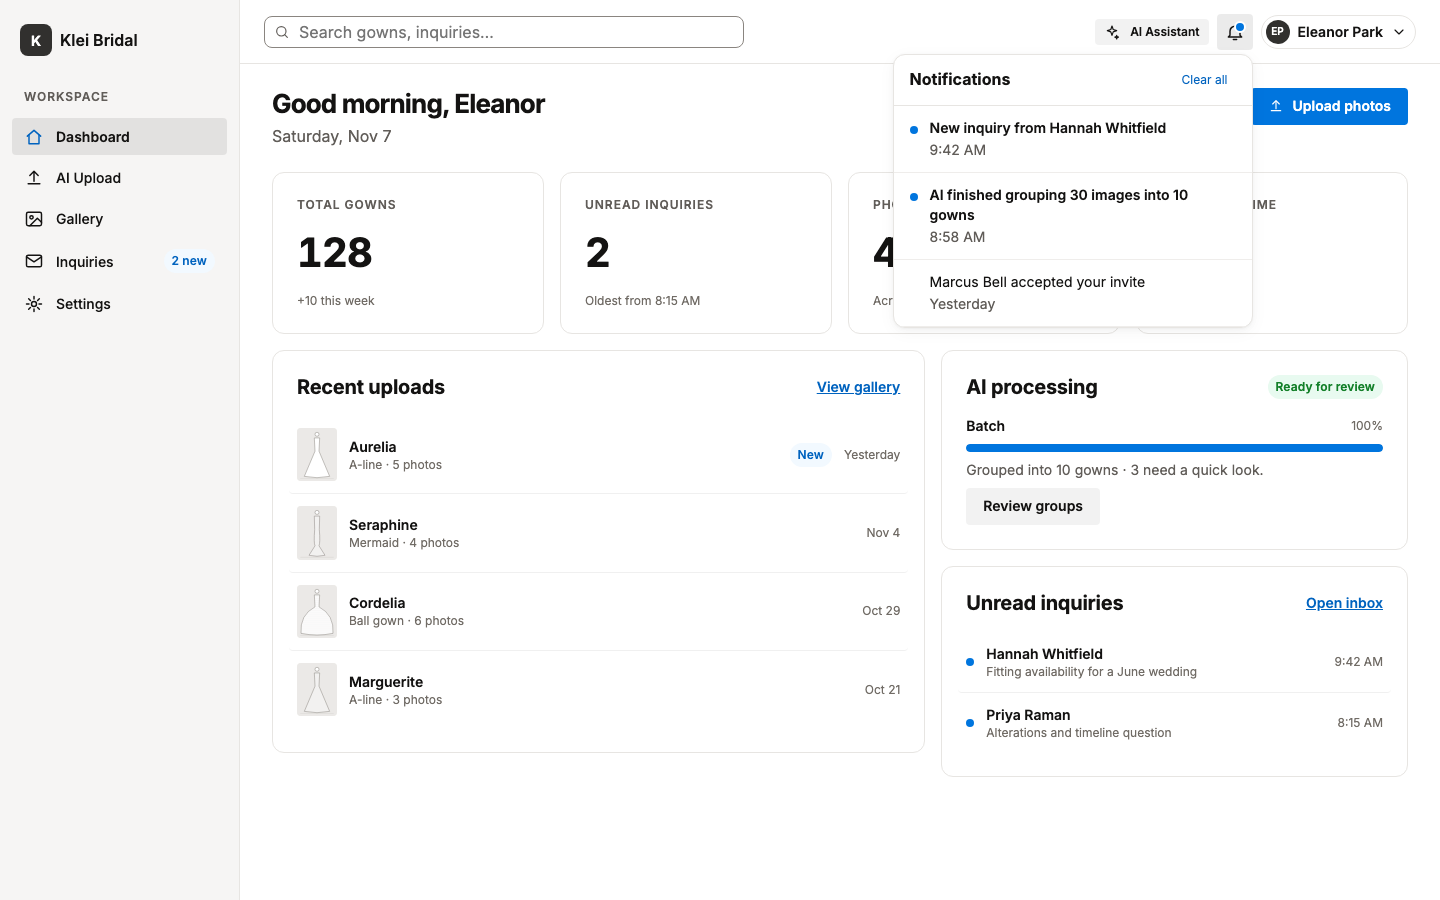 K Klei Bridal
WORKSPACE
Dashboard
AI Upload
Gallery
Inquiries 2 new
Settings
Search gowns, inquiries...
AI Assistant
EP Eleanor Park
Good morning, Eleanor
Saturday, Nov 7
Upload photos
Notifications Clear all
New inquiry from Hannah Whitfield
9:42 AM
AI finished grouping 30 images into 10
gowns
8:58 AM
Marcus Bell accepted your invite
Yesterday
TOTAL GOWNS
128
+10 this week
UNREAD INQUIRIES
2
Oldest from 8:15 AM
Recent uploads View gallery
Aurelia
A-line · 5 photos
New Yesterday
Seraphine
Mermaid · 4 photos
Nov 4
Cordelia
Ball gown · 6 photos
Oct 29
Marguerite
A-line · 3 photos
Oct 21
AI processing Ready for review
Batch 100%
Grouped into 10 gowns · 3 need a quick look.
Review groups
Unread inquiries Open inbox
Hannah Whitfield
Fitting availability for a June wedding
9:42 AM
Priya Raman
Alterations and timeline question
8:15 AM